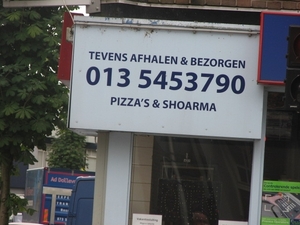 TEVENS AFHALEN & BEZORGEN
013 5453790
PIZZA'S & SHOARMA